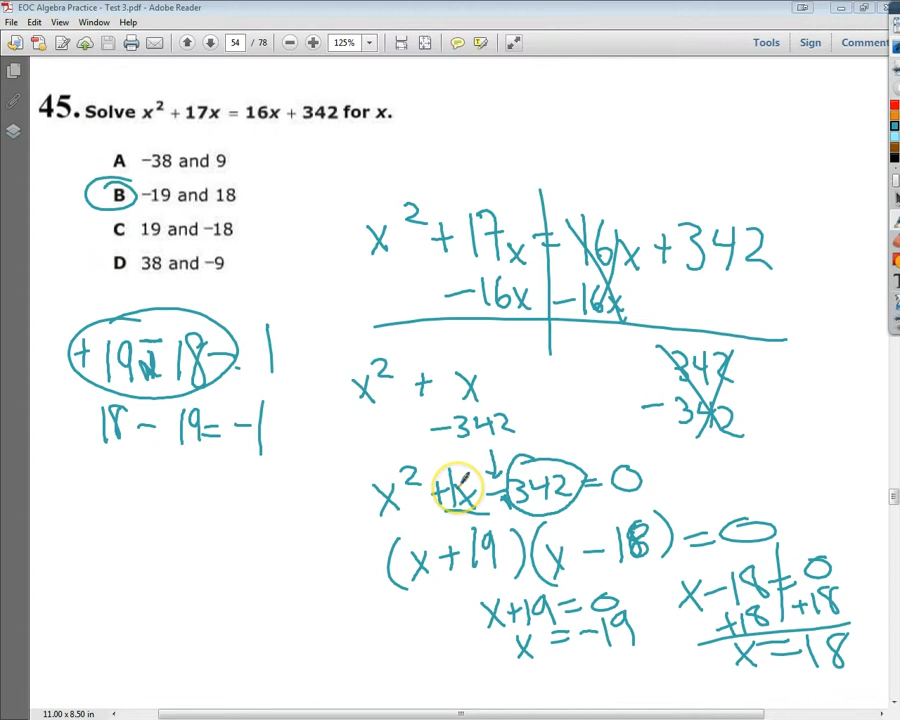 EOC Algebra Practice - Test 3.pdf - Adobe Reader
File Edit View Window Help
54 / 78 125% Tools Sign Comment
45. Solve x² + 17x = 16x + 342 for x.
A −38 and 9
B −19 and 18
C 19 and −18
D 38 and −9
x² + 17x = 16x + 342
−16x −16x
x² + x 342
−342 − 342
+ 19 18 = 1
18 − 19 = −1
x² + 1x − 342 = 0
(x + 19)(x − 18) = 0
x + 19 = 0
x = −19
x − 18 = 0
+18 +18
x = 18
11.00 x 8.50 in